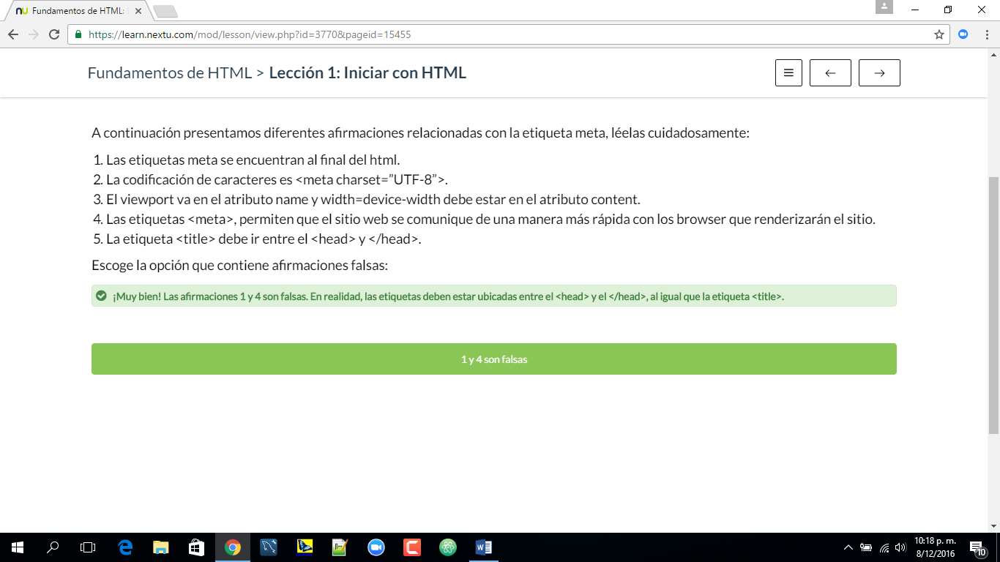 Fundamentos de HTML:
https://learn.nextu.com/mod/lesson/view.php?id=3770&pageid=15455
Fundamentos de HTML > Lección 1: Iniciar con HTML
A continuación presentamos diferentes afirmaciones relacionadas con la etiqueta meta, léelas cuidadosamente:
1. Las etiquetas meta se encuentran al final del html.
2. La codificación de caracteres es <meta charset=”UTF-8”>.
3. El viewport va en el atributo name y width=device-width debe estar en el atributo content.
4. Las etiquetas <meta>, permiten que el sitio web se comunique de una manera más rápida con los browser que renderizarán el sitio.
5. La etiqueta <title> debe ir entre el <head> y </head>.
Escoge la opción que contiene afirmaciones falsas:
¡Muy bien! Las afirmaciones 1 y 4 son falsas. En realidad, las etiquetas deben estar ubicadas entre el <head> y el </head>, al igual que la etiqueta <title>.
1 y 4 son falsas
10:18 p. m.
8/12/2016
10